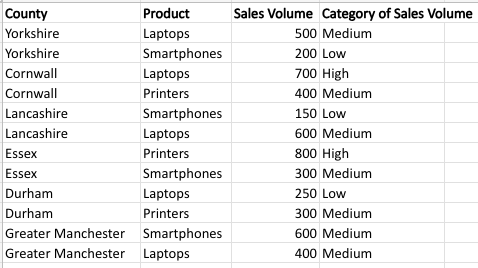 County Product Sales Volume Category of Sales Volume
Yorkshire Laptops 500 Medium
Yorkshire Smartphones 200 Low
Cornwall Laptops 700 High
Cornwall Printers 400 Medium
Lancashire Smartphones 150 Low
Lancashire Laptops 600 Medium
Essex Printers 800 High
Essex Smartphones 300 Medium
Durham Laptops 250 Low
Durham Printers 300 Medium
Greater Manchester Smartphones 600 Medium
Greater Manchester Laptops 400 Medium